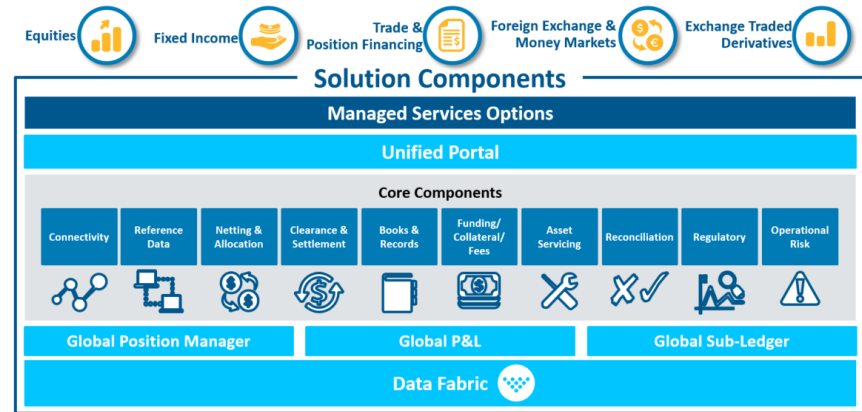 Equities
Fixed Income
Trade &
Position Financing
Foreign Exchange &
Money Markets
Exchange Traded
Derivatives
Solution Components
Managed Services Options
Unified Portal
Core Components
Connectivity
Reference
Data
Netting &
Allocation
Clearance &
Settlement
Books &
Records
Funding/
Collateral/
Fees
Asset
Servicing
Reconciliation
Regulatory
Operational
Risk
Global Position Manager
Global P&L
Global Sub-Ledger
Data Fabric